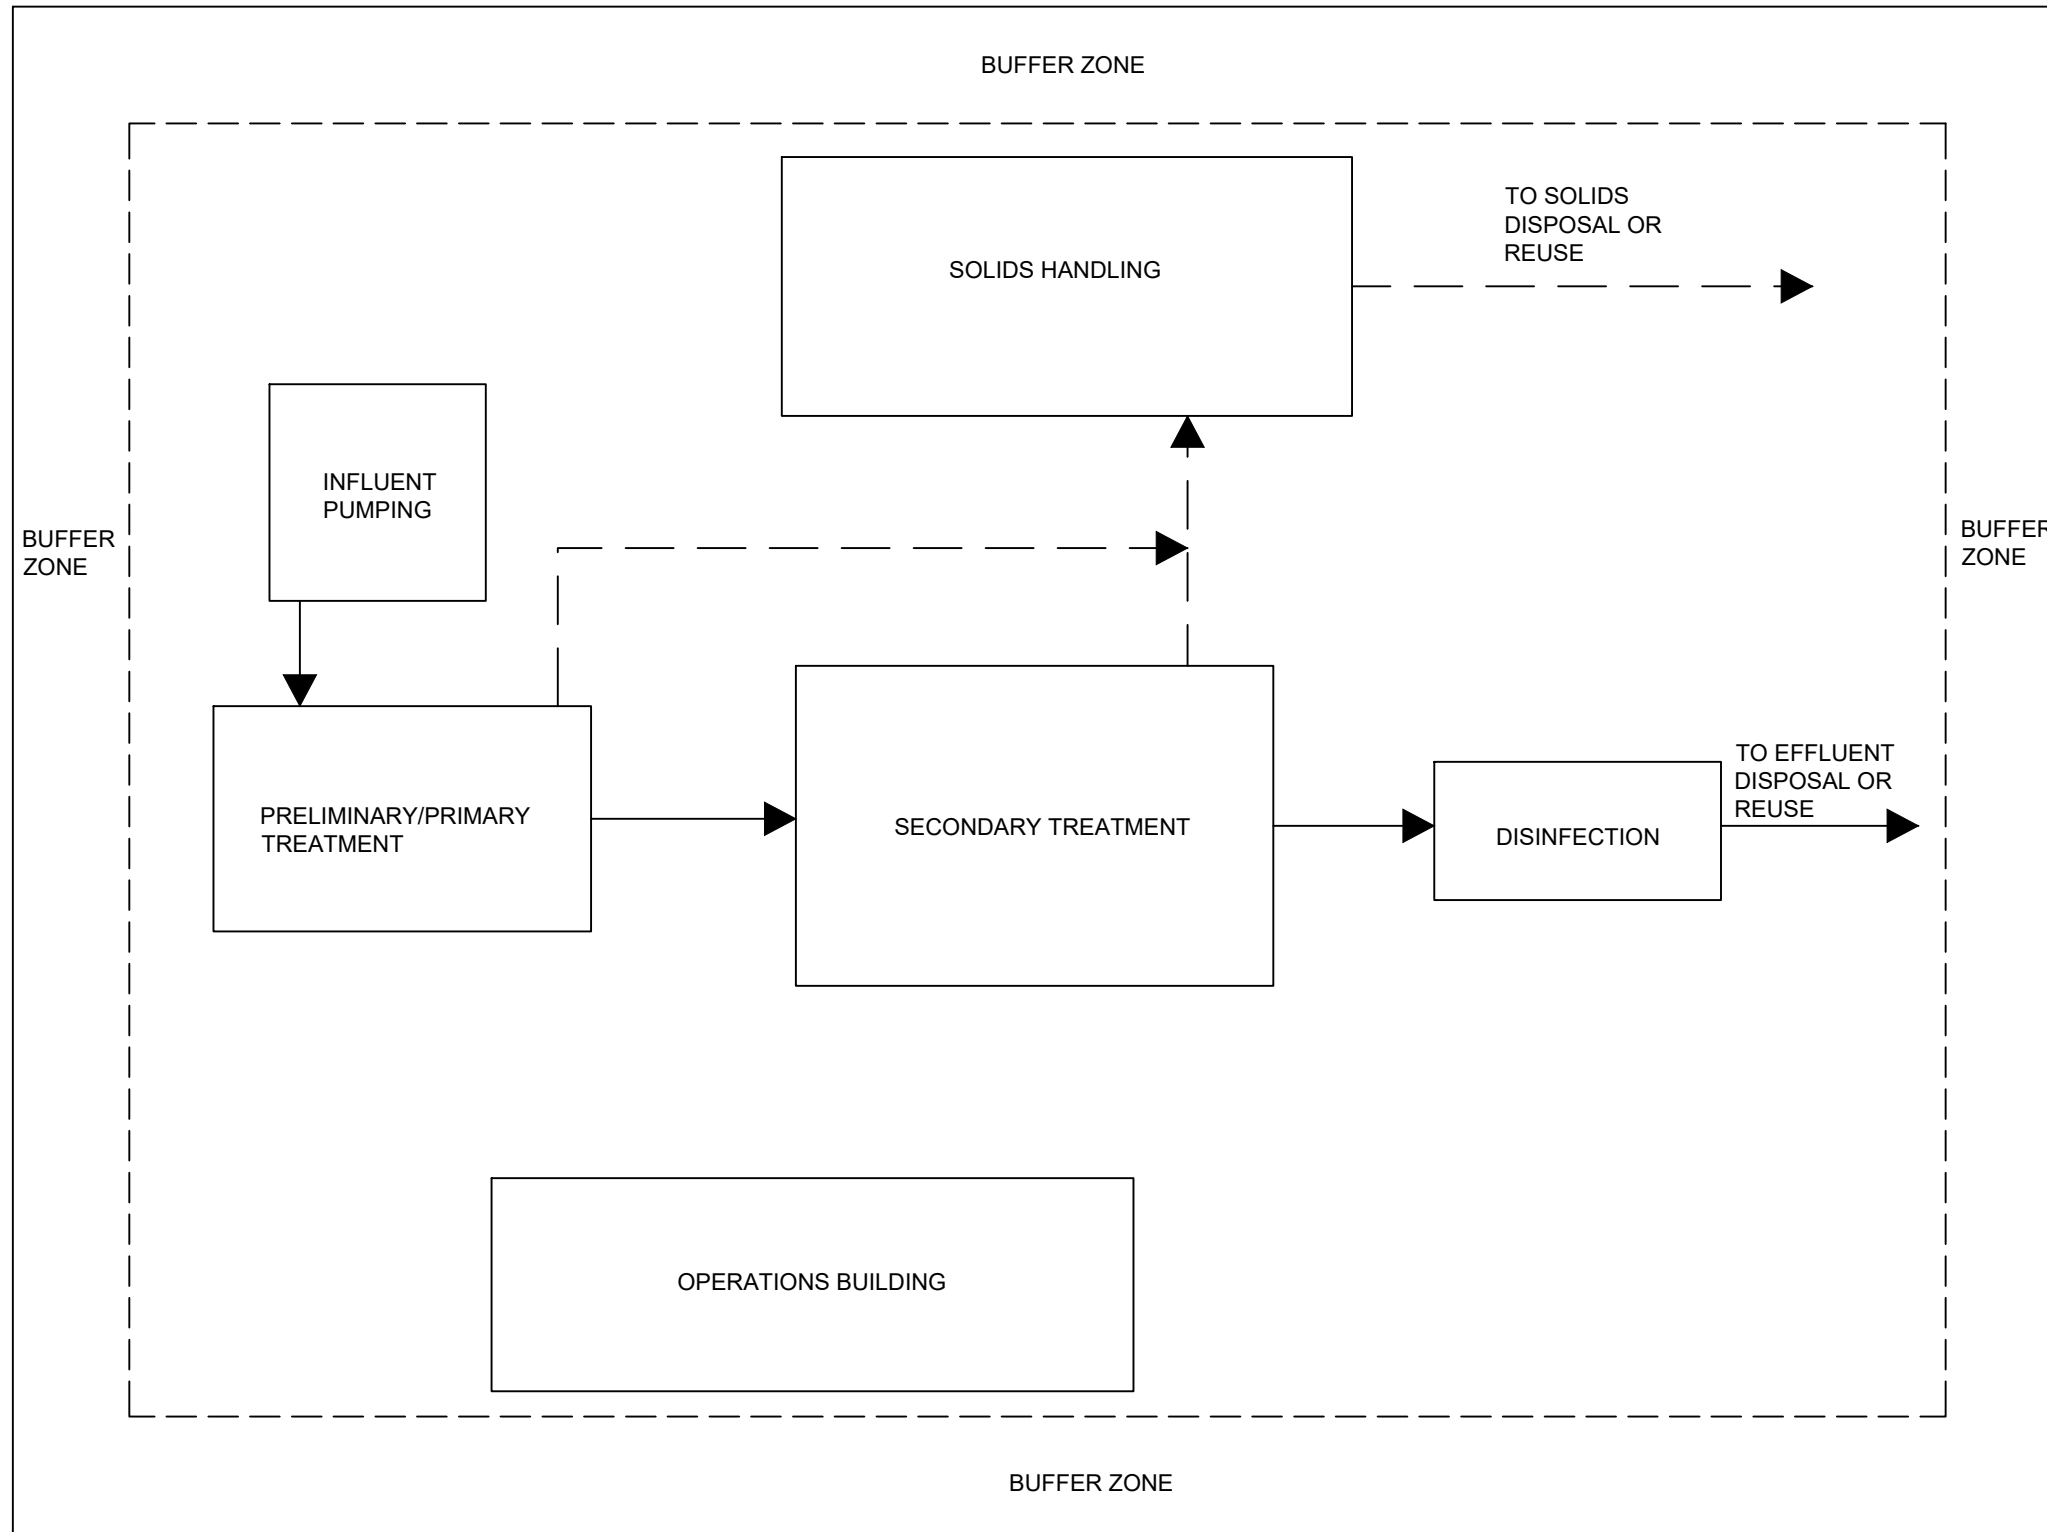 BUFFER ZONE
TO SOLIDS
DISPOSAL OR
REUSE
SOLIDS HANDLING
INFLUENT
PUMPING
BUFFER
ZONE
BUFFER
ZONE
TO EFFLUENT
DISPOSAL OR
REUSE
PRELIMINARY/PRIMARY
TREATMENT
SECONDARY TREATMENT
DISINFECTION
OPERATIONS BUILDING
BUFFER ZONE